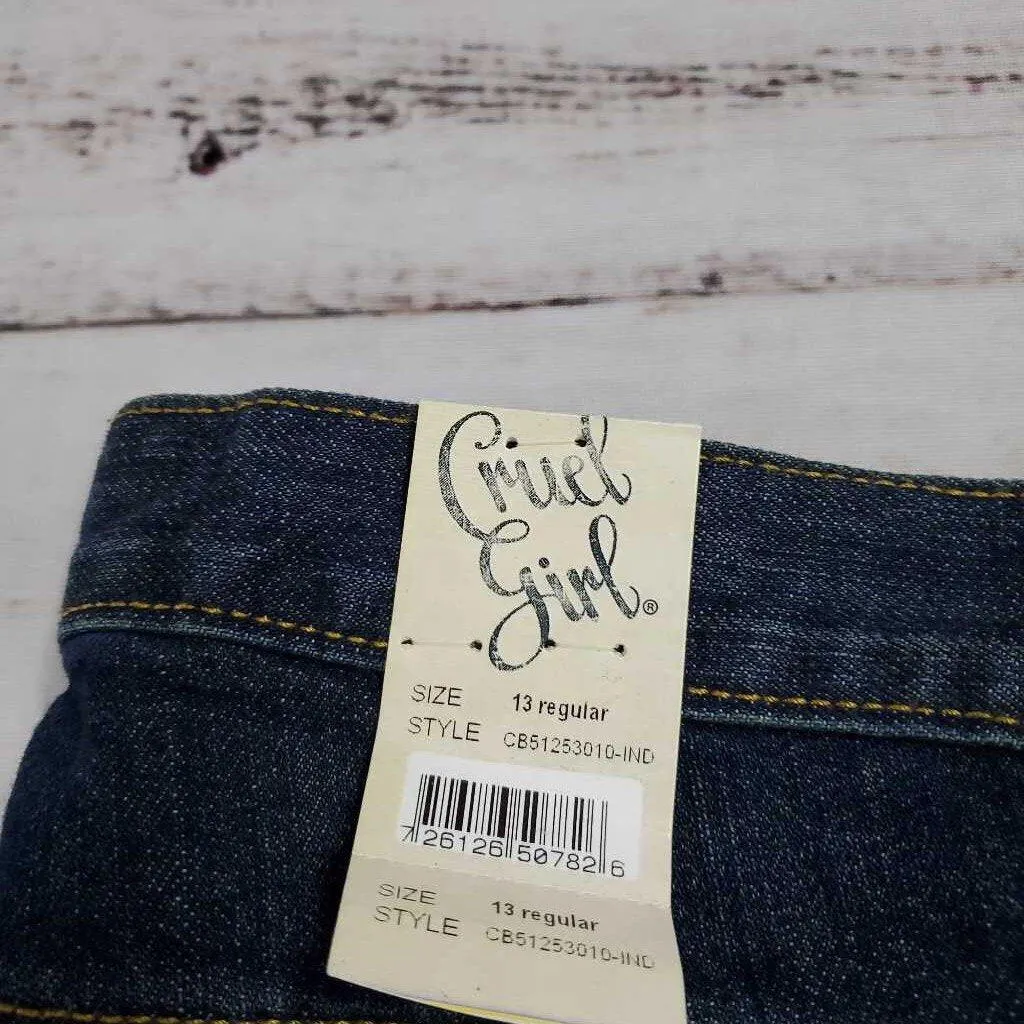 Cruel
Girl®
SIZE 13 regular
STYLE CB51253010-IND
7 26126 50782 6
SIZE 13 regular
STYLE CB51253010-IND